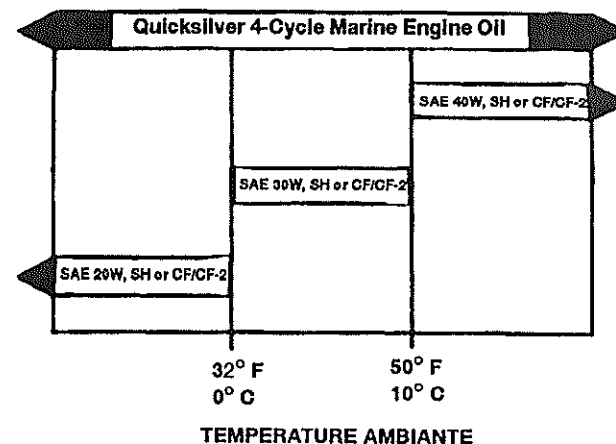 Quicksilver 4-Cycle Marine Engine Oil
SAE 40W, SH or CF/CF-2
SAE 30W, SH or CF/CF-2
SAE 20W, SH or CF/CF-2
32° F
0° C
50° F
10° C
TEMPERATURE AMBIANTE